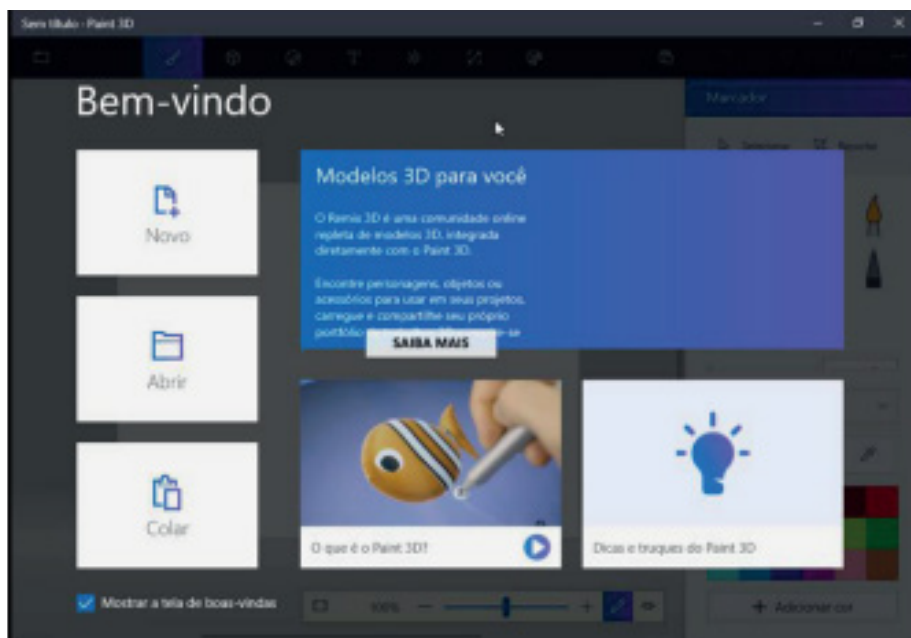 Sem título - Paint 3D
Bem-vindo
Marcador
Selecionar Recortar
Novo
Abrir
Colar
Modelos 3D para você
O Remix 3D é uma comunidade online
repleta de modelos 3D, integrada
diretamente com o Paint 3D.
Encontre personagens, objetos ou
acessórios para usar em seus projetos,
carregue e compartilhe seu próprio
portfólio
SAIBA MAIS
O que é o Paint 3D?
Dicas e truques do Paint 3D
Mostrar a tela de boas-vindas
100%
Adicionar cor